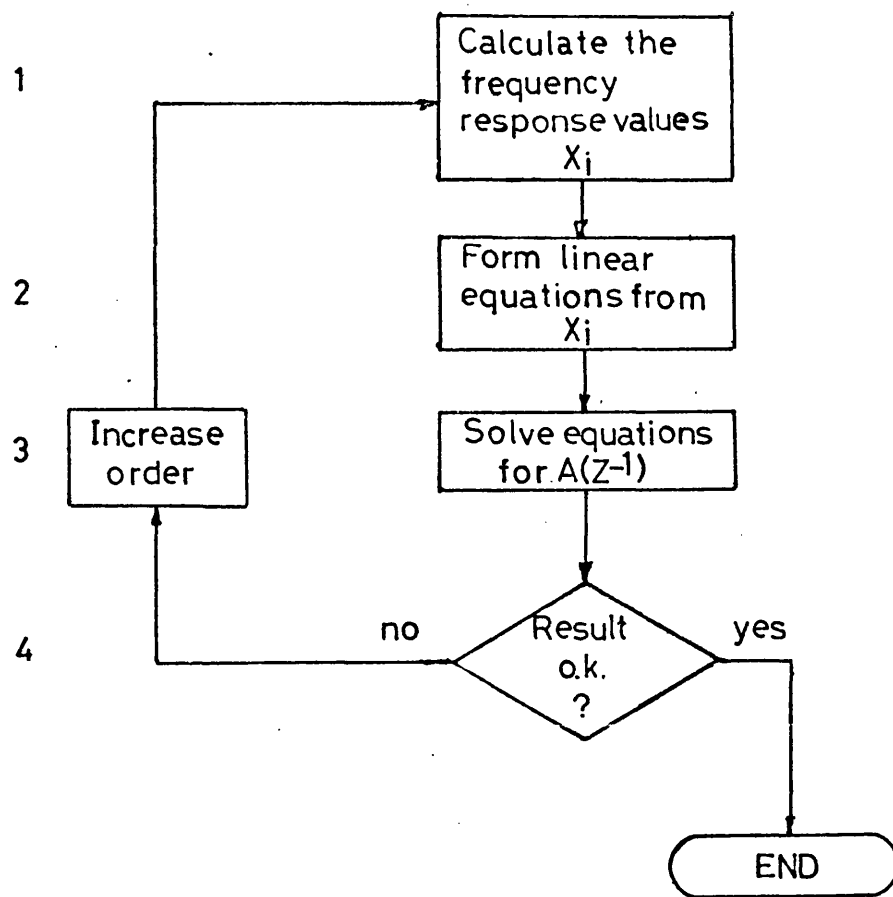 1
Calculate the
frequency
response values
Xi
2
Form linear
equations from
Xi
3
Increase
order
Solve equations
for A(Z-1)
4
no
Result
o.k.
?
yes
END